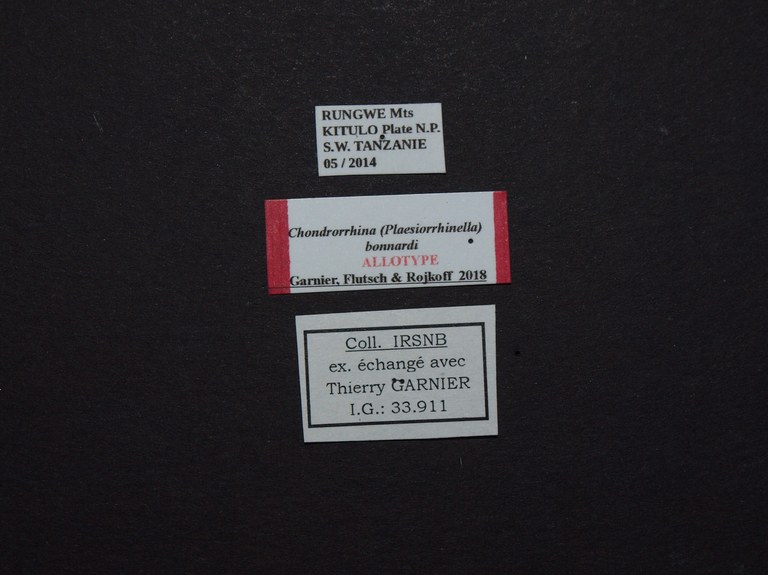 RUNGWE Mts
KITULO Plate N.P.
S.W. TANZANIE
05 / 2014
Chondrorrhina (Plaesiorrhinella)
bonnardi
ALLOTYPE
Garnier, Flutsch & Rojkoff 2018
Coll. IRSNB
ex. échangé avec
Thierry GARNIER
I.G.: 33.911